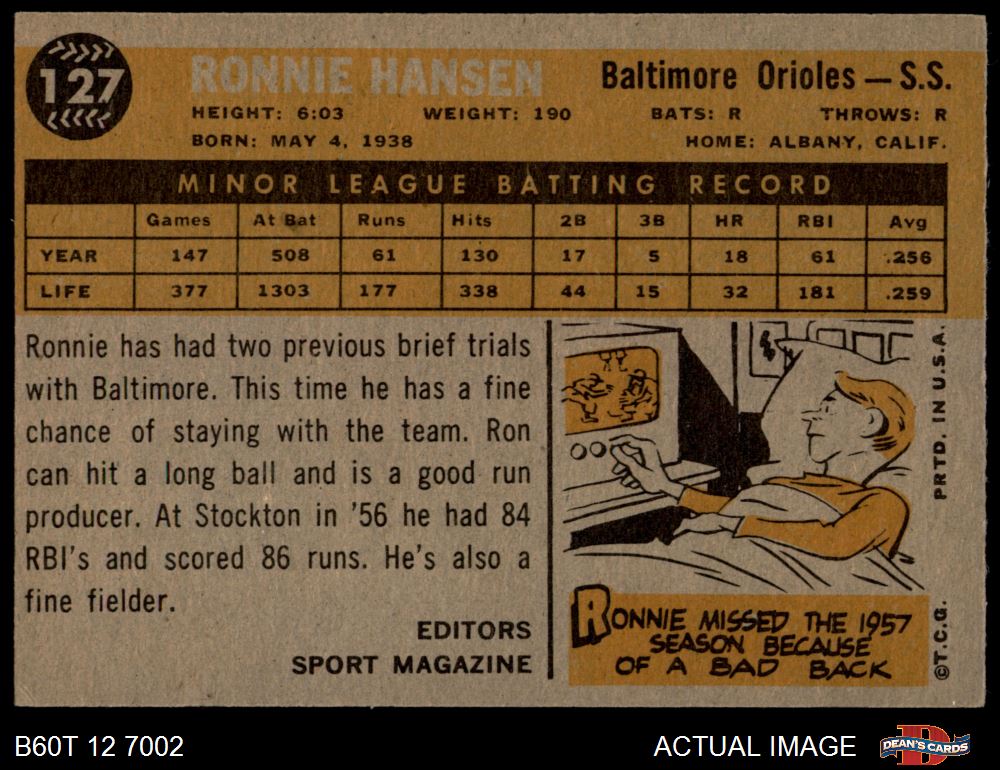 127
RONNIE HANSEN
Baltimore Orioles — S.S.
HEIGHT: 6:03 WEIGHT: 190 BATS: R THROWS: R
BORN: MAY 4, 1938 HOME: ALBANY, CALIF.
MINOR LEAGUE BATTING RECORD
Games At Bat Runs Hits 2B 3B HR RBI Avg
YEAR 147 508 61 130 17 5 18 61 .256
LIFE 377 1303 177 338 44 15 32 181 .259
Ronnie has had two previous brief trials
with Baltimore. This time he has a fine
chance of staying with the team. Ron
can hit a long ball and is a good run
producer. At Stockton in '56 he had 84
RBI's and scored 86 runs. He's also a
fine fielder.
EDITORS
SPORT MAGAZINE
RONNIE MISSED THE 1957
SEASON BECAUSE
OF A BAD BACK
©T.C.G. PRTD. IN U.S.A.
B60T 12 7002
ACTUAL IMAGE
DEAN'S CARDS